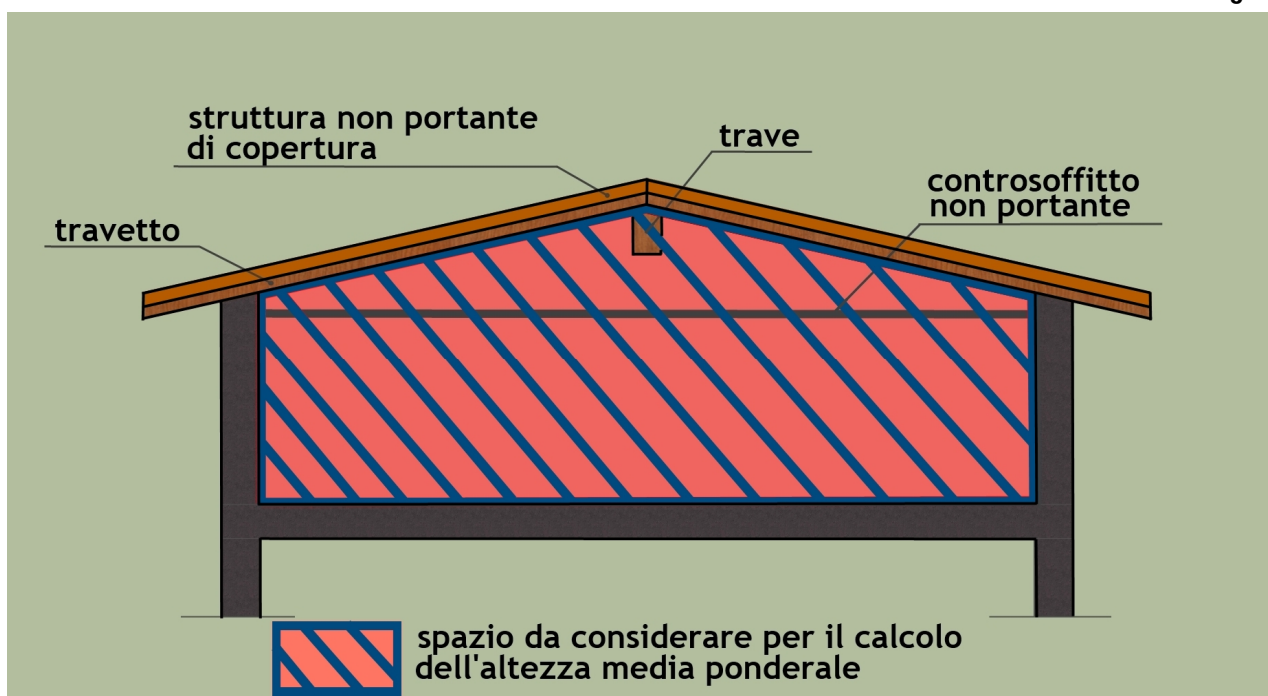 struttura non portante
di copertura
trave
controsoffitto
non portante
travetto
spazio da considerare per il calcolo
dell'altezza media ponderale